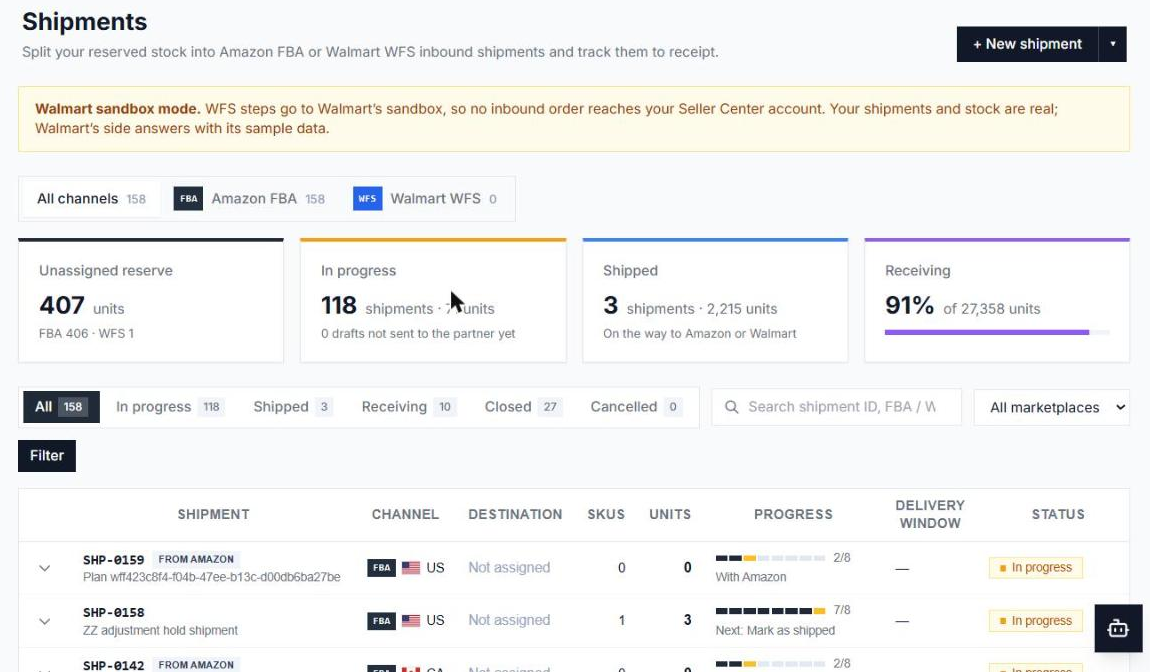 Shipments
Split your reserved stock into Amazon FBA or Walmart WFS inbound shipments and track them to receipt.
+ New shipment
Walmart sandbox mode. WFS steps go to Walmart's sandbox, so no inbound order reaches your Seller Center account. Your shipments and stock are real;
Walmart's side answers with its sample data.
All channels 158 FBA Amazon FBA 158 WFS Walmart WFS 0
Unassigned reserve
407 units
FBA 406 · WFS 1
In progress
118 shipments · units
0 drafts not sent to the partner yet
Shipped
3 shipments · 2,215 units
On the way to Amazon or Walmart
Receiving
91% of 27,358 units
All 158 In progress 118 Shipped 3 Receiving 10 Closed 27 Cancelled 0
Search shipment ID, FBA / W
All marketplaces
Filter
SHIPMENT CHANNEL DESTINATION SKUS UNITS PROGRESS DELIVERY WINDOW STATUS
SHP-0159 FROM AMAZON
Plan wff423c8f4-f04b-47ee-b13c-d00db6ba27be
FBA US Not assigned 0 0 2/8
With Amazon
— In progress
SHP-0158
ZZ adjustment hold shipment
FBA US Not assigned 1 3 7/8
Next: Mark as shipped
— In progress
SHP-0142 FROM AMAZON
2/8